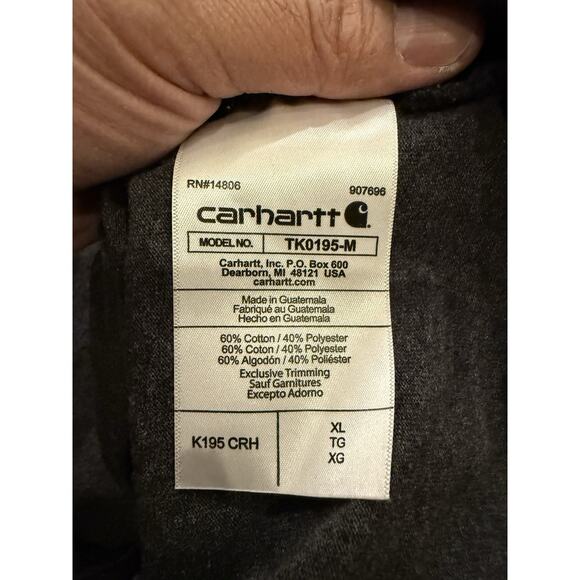 RN#14806 907696
carhartt
MODEL NO. TK0195-M
Carhartt, Inc. P.O. Box 600
Dearborn, MI 48121 USA
carhartt.com
Made in Guatemala
Fabriqué au Guatemala
Hecho en Guatemala
60% Cotton / 40% Polyester
60% Coton / 40% Polyester
60% Algodón / 40% Poliéster
Exclusive Trimming
Sauf Garnitures
Excepto Adorno
K195 CRH
XL
TG
XG